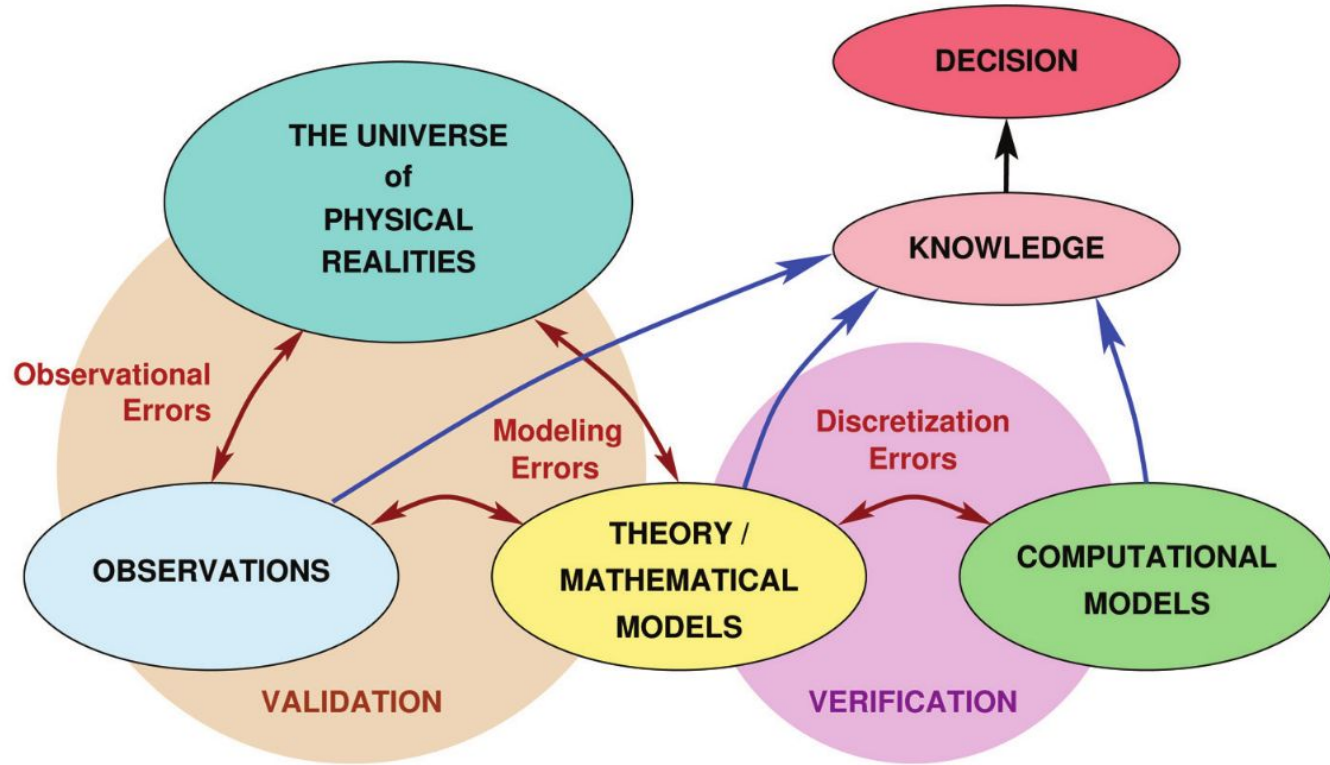 DECISION
THE UNIVERSE
of
PHYSICAL
REALITIES
KNOWLEDGE
Observational
Errors
Modeling
Errors
Discretization
Errors
OBSERVATIONS
THEORY /
MATHEMATICAL
MODELS
COMPUTATIONAL
MODELS
VALIDATION
VERIFICATION